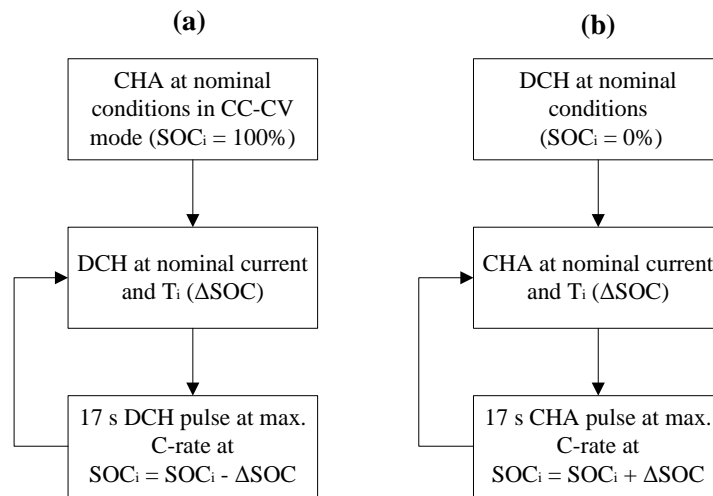 (a)
CHA at nominal
conditions in CC-CV
mode (SOCi = 100%)
DCH at nominal current
and Ti (ΔSOC)
17 s DCH pulse at max.
C-rate at
SOCi = SOCi - ΔSOC
(b)
DCH at nominal
conditions
(SOCi = 0%)
CHA at nominal current
and Ti (ΔSOC)
17 s CHA pulse at max.
C-rate at
SOCi = SOCi + ΔSOC